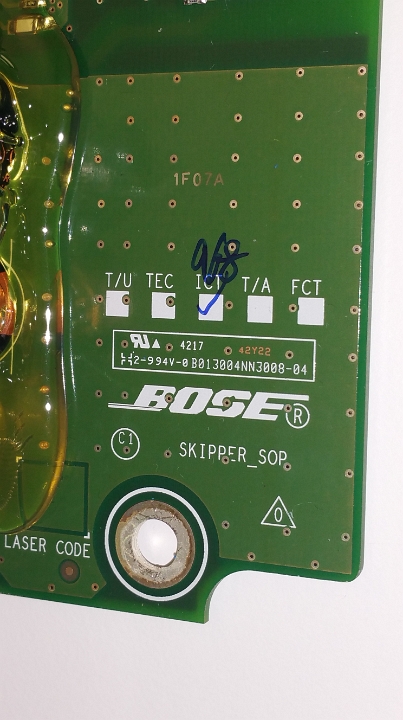 1F07A
T/U TEC ICT T/A FCT
4217 42Y22
2-994V-0 B013004NN3008-04
BOSE ®
C1
SKIPPER_SOP
0
LASER CODE